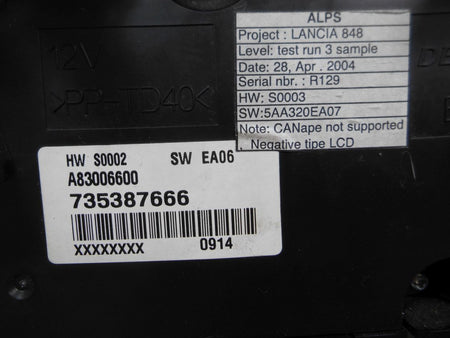 ALPS
Project : LANCIA 848
Level: test run 3 sample
Date: 28, Apr . 2004
Serial nbr. : R129
HW: S0003
SW:5AA320EA07
Note: CANape not supported
, Negative tipe LCD
12V
>PP-TD40<
HW S0002 SW EA06
A83006600
735387666
XXXXXXXX 0914